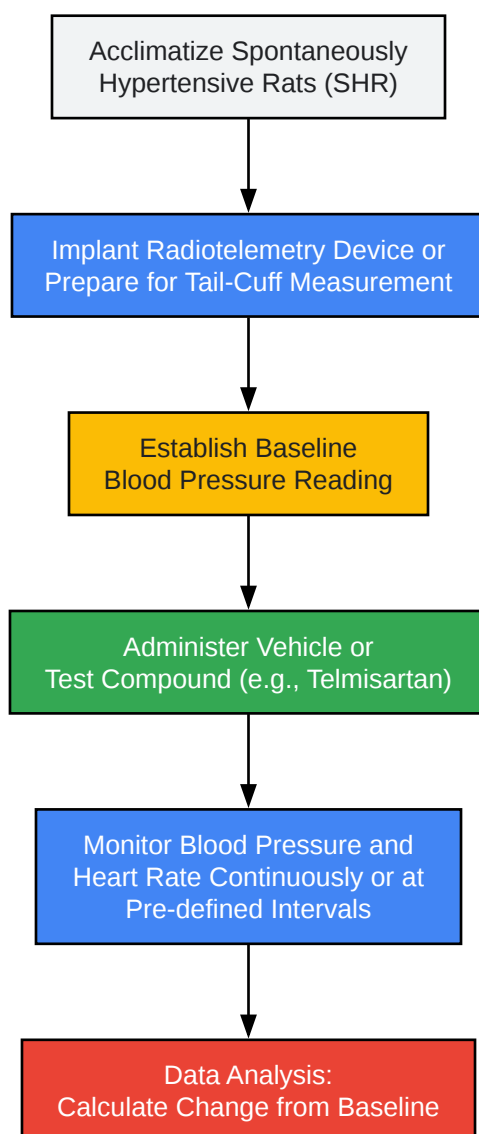 Acclimatize Spontaneously
Hypertensive Rats (SHR)
Implant Radiotelemetry Device or
Prepare for Tail-Cuff Measurement
Establish Baseline
Blood Pressure Reading
Administer Vehicle or
Test Compound (e.g., Telmisartan)
Monitor Blood Pressure and
Heart Rate Continuously or at
Pre-defined Intervals
Data Analysis:
Calculate Change from Baseline